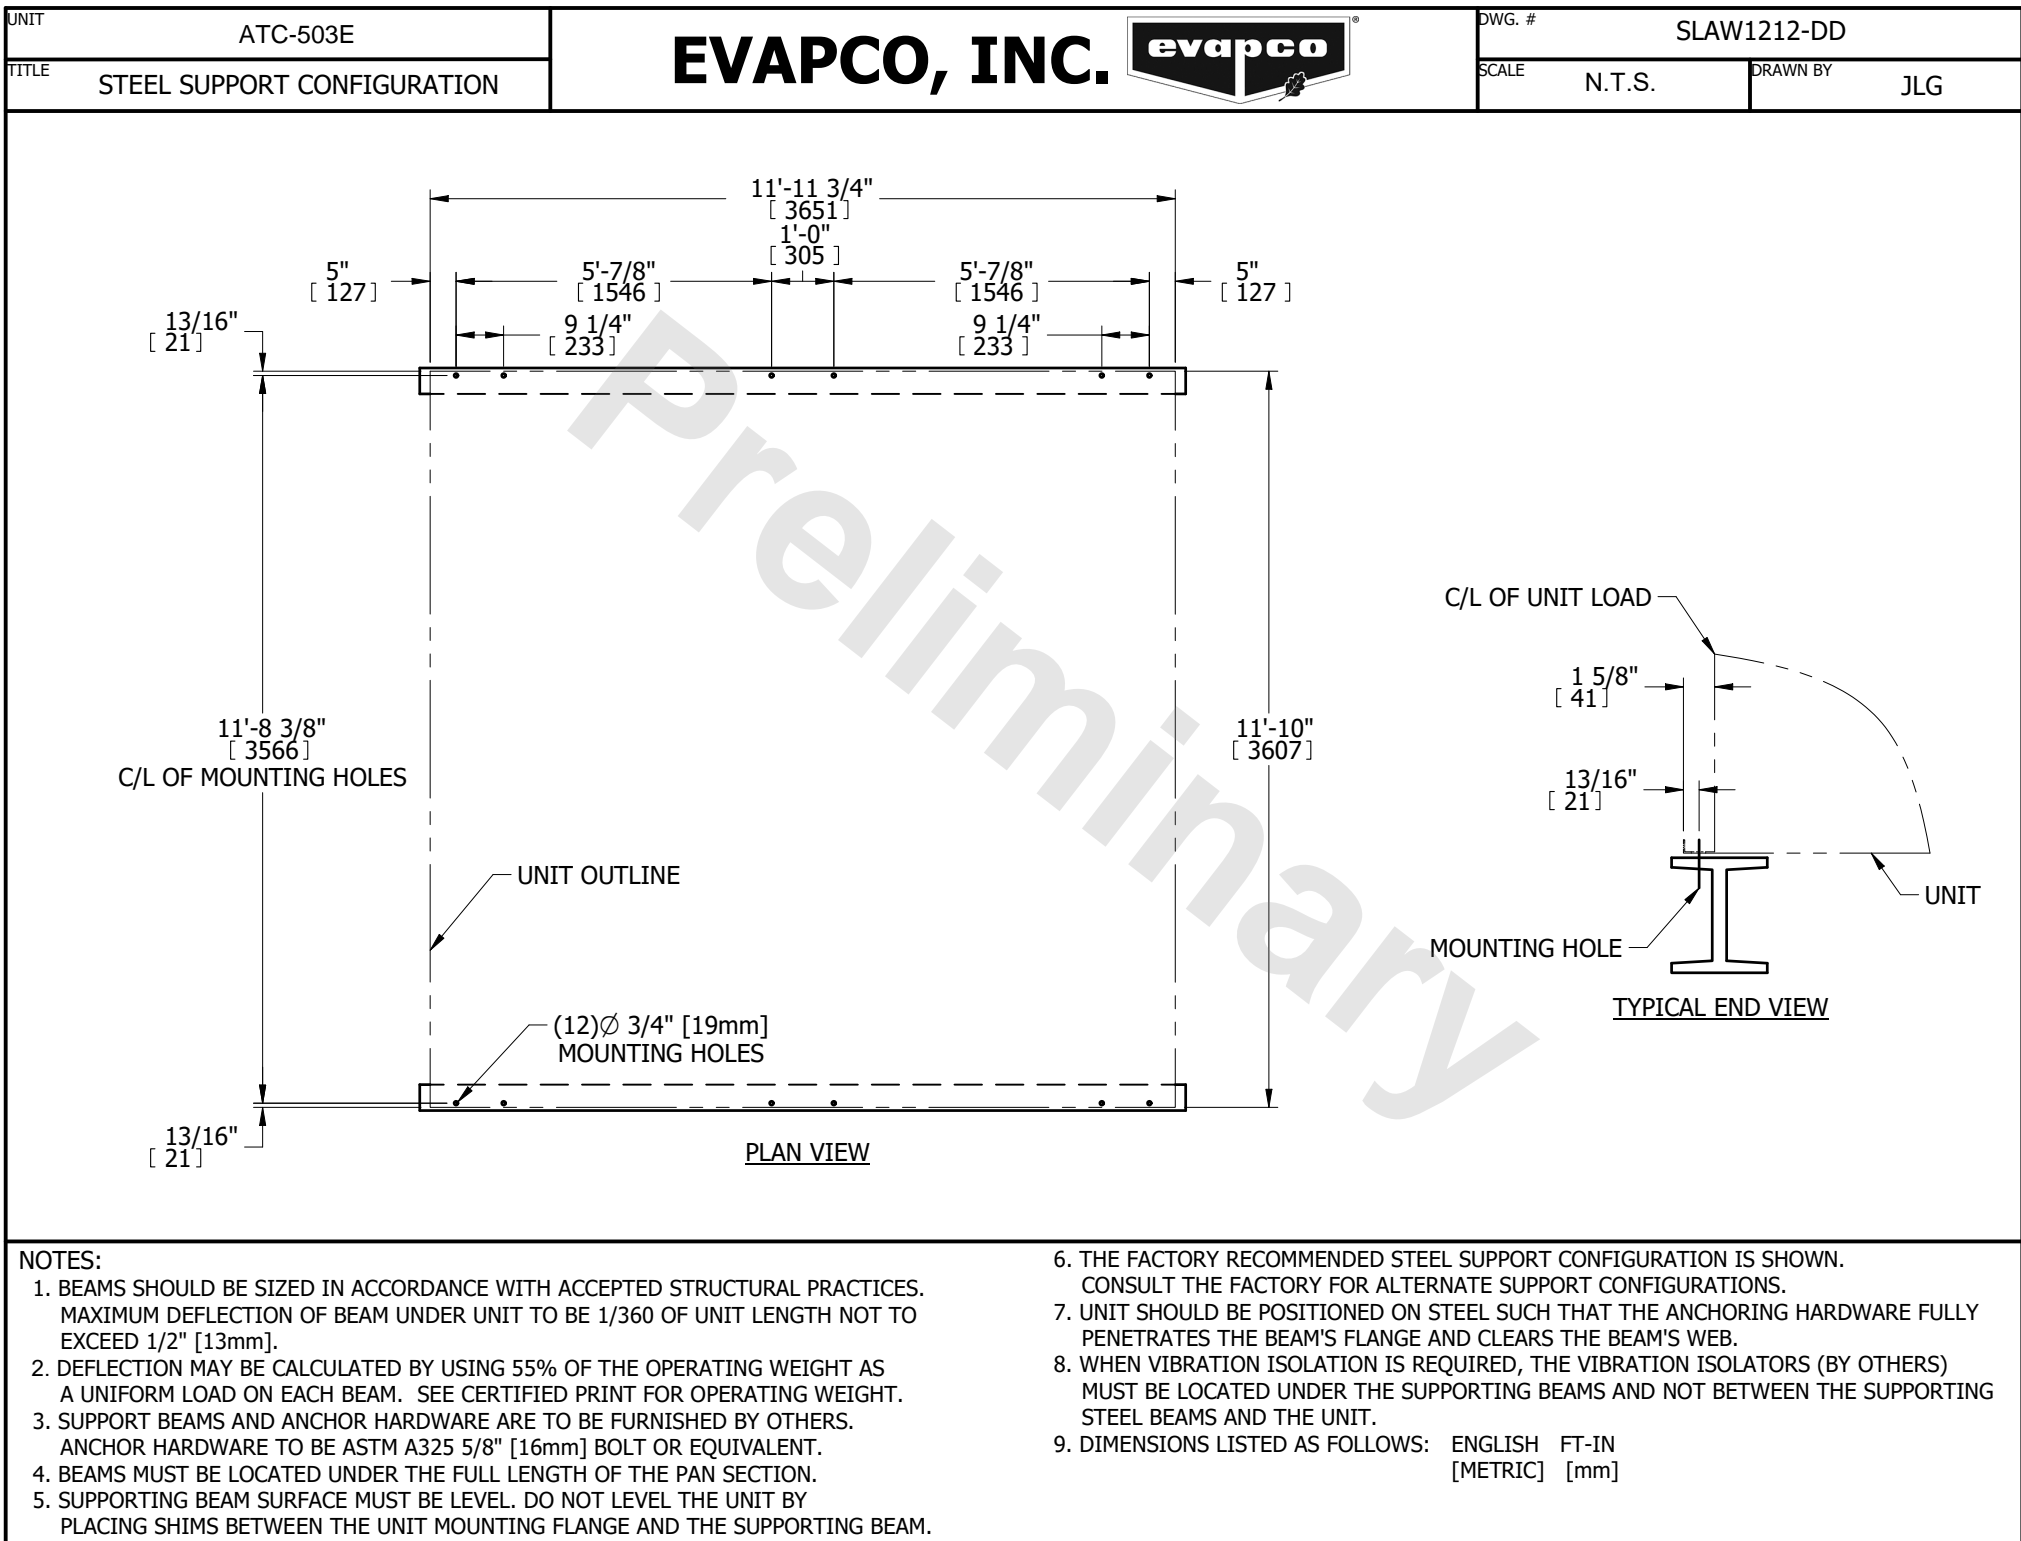 UNIT
ATC-503E
TITLE
STEEL SUPPORT CONFIGURATION
EVAPCO, INC.
evapco
®
DWG. #
SLAW1212-DD
SCALE
N.T.S.
DRAWN BY
JLG
11'-11 3/4"
[ 3651]
1'-0"
[ 305 ]
5"
[ 127]
5'-7/8"
[ 1546 ]
5'-7/8"
[ 1546 ]
5"
[ 127 ]
13/16"
[ 21]
9 1/4"
[ 233]
9 1/4"
[ 233 ]
11'-8 3/8"
[ 3566]
C/L OF MOUNTING HOLES
11'-10"
[ 3607]
UNIT OUTLINE
(12)∅ 3/4" [19mm]
MOUNTING HOLES
13/16"
[ 21]
PLAN VIEW
Preliminary
C/L OF UNIT LOAD
1 5/8"
[ 41]
13/16"
[ 21]
UNIT
MOUNTING HOLE
TYPICAL END VIEW
NOTES:
1. BEAMS SHOULD BE SIZED IN ACCORDANCE WITH ACCEPTED STRUCTURAL PRACTICES.
MAXIMUM DEFLECTION OF BEAM UNDER UNIT TO BE 1/360 OF UNIT LENGTH NOT TO
EXCEED 1/2" [13mm].
2. DEFLECTION MAY BE CALCULATED BY USING 55% OF THE OPERATING WEIGHT AS
A UNIFORM LOAD ON EACH BEAM. SEE CERTIFIED PRINT FOR OPERATING WEIGHT.
3. SUPPORT BEAMS AND ANCHOR HARDWARE ARE TO BE FURNISHED BY OTHERS.
ANCHOR HARDWARE TO BE ASTM A325 5/8" [16mm] BOLT OR EQUIVALENT.
4. BEAMS MUST BE LOCATED UNDER THE FULL LENGTH OF THE PAN SECTION.
5. SUPPORTING BEAM SURFACE MUST BE LEVEL. DO NOT LEVEL THE UNIT BY
PLACING SHIMS BETWEEN THE UNIT MOUNTING FLANGE AND THE SUPPORTING BEAM.
6. THE FACTORY RECOMMENDED STEEL SUPPORT CONFIGURATION IS SHOWN.
CONSULT THE FACTORY FOR ALTERNATE SUPPORT CONFIGURATIONS.
7. UNIT SHOULD BE POSITIONED ON STEEL SUCH THAT THE ANCHORING HARDWARE FULLY
PENETRATES THE BEAM'S FLANGE AND CLEARS THE BEAM'S WEB.
8. WHEN VIBRATION ISOLATION IS REQUIRED, THE VIBRATION ISOLATORS (BY OTHERS)
MUST BE LOCATED UNDER THE SUPPORTING BEAMS AND NOT BETWEEN THE SUPPORTING
STEEL BEAMS AND THE UNIT.
9. DIMENSIONS LISTED AS FOLLOWS: ENGLISH FT-IN
[METRIC] [mm]